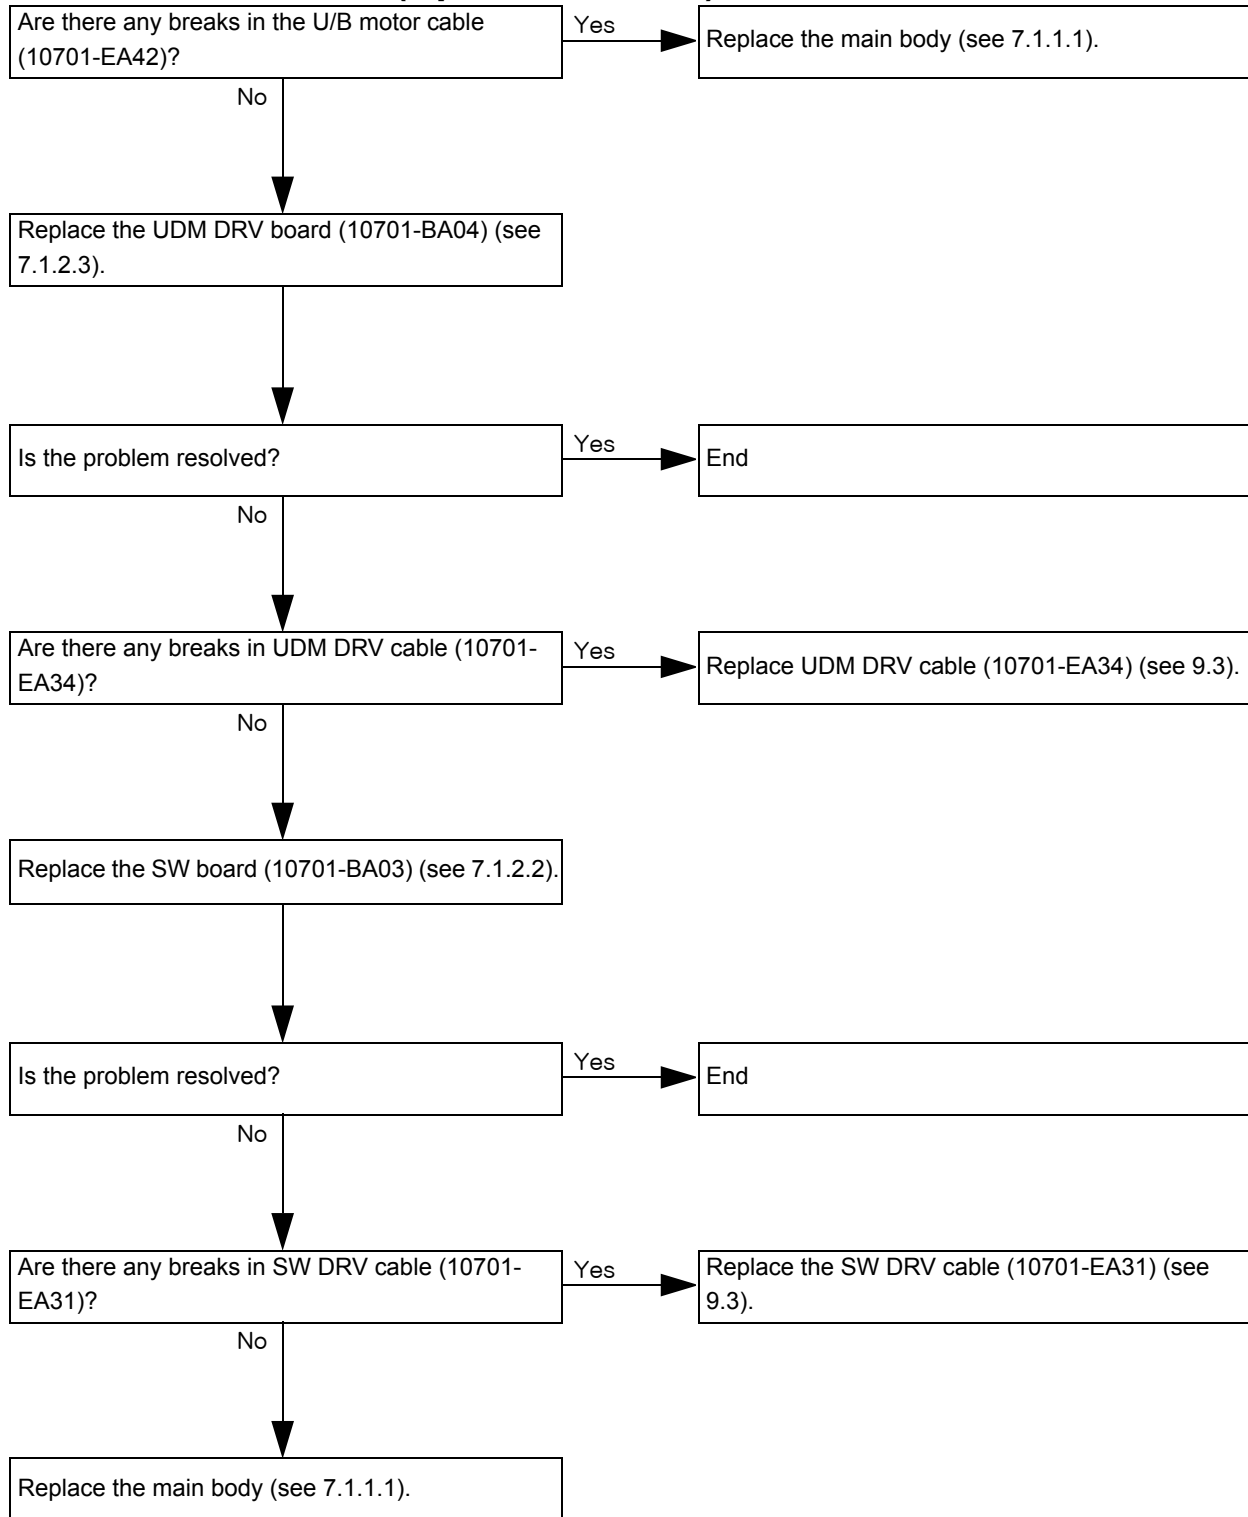 Are there any breaks in the U/B motor cable
(10701-EA42)?
Yes
Replace the main body (see 7.1.1.1).
No
Replace the UDM DRV board (10701-BA04) (see
7.1.2.3).
Is the problem resolved?
Yes
End
No
Are there any breaks in UDM DRV cable (10701-
EA34)?
Yes
Replace UDM DRV cable (10701-EA34) (see 9.3).
No
Replace the SW board (10701-BA03) (see 7.1.2.2).
Is the problem resolved?
Yes
End
No
Are there any breaks in SW DRV cable (10701-
EA31)?
Yes
Replace the SW DRV cable (10701-EA31) (see
9.3).
No
Replace the main body (see 7.1.1.1).